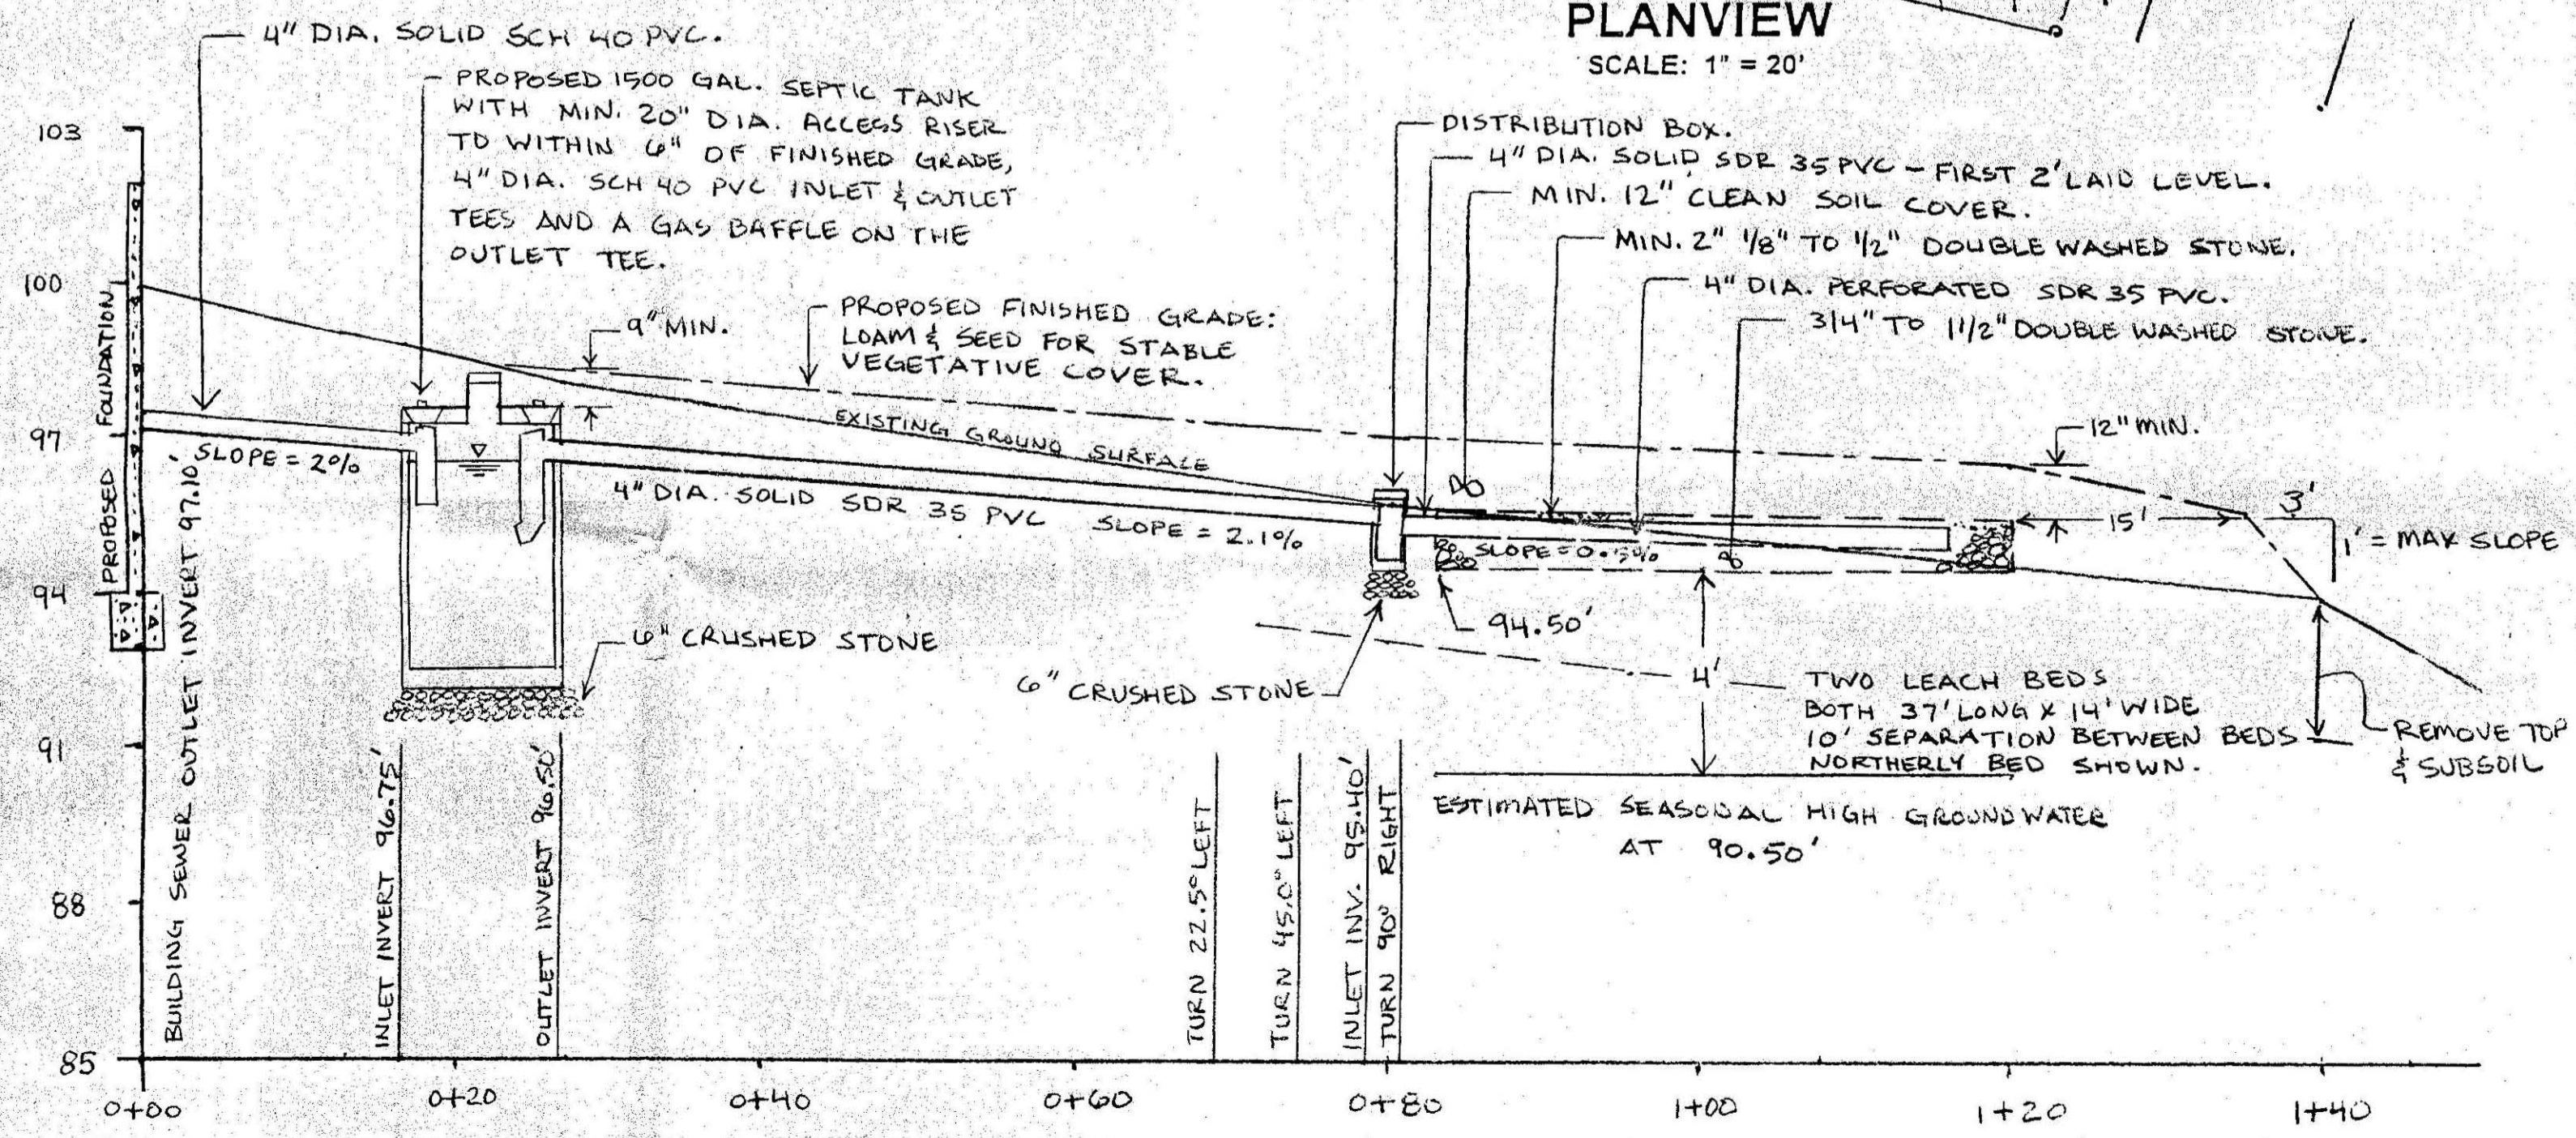 PLANVIEW
SCALE: 1" = 20'
4" DIA. SOLID SCH 40 PVC.
PROPOSED 1500 GAL. SEPTIC TANK
WITH MIN. 20" DIA. ACCESS RISER
TO WITHIN 6" OF FINISHED GRADE,
4" DIA. SCH 40 PVC INLET & OUTLET
TEES AND A GAS BAFFLE ON THE
OUTLET TEE.
DISTRIBUTION BOX.
4" DIA. SOLID SDR 35 PVC - FIRST 2' LAID LEVEL.
MIN. 12" CLEAN SOIL COVER.
MIN. 2" 1/8" TO 1/2" DOUBLE WASHED STONE.
4" DIA. PERFORATED SDR 35 PVC.
3/4" TO 1 1/2" DOUBLE WASHED STONE.
9" MIN.
PROPOSED FINISHED GRADE:
LOAM & SEED FOR STABLE
VEGETATIVE COVER.
103
100
97
94
91
88
85
PROPOSED FOUNDATION
SLOPE = 2%
EXISTING GROUND SURFACE
4" DIA. SOLID SDR 35 PVC SLOPE = 2.1%
12" MIN.
3'
15'
1' = MAX SLOPE
94.50'
4'
6" CRUSHED STONE
6" CRUSHED STONE
TWO LEACH BEDS
BOTH 37' LONG X 14' WIDE
10' SEPARATION BETWEEN BEDS
NORTHERLY BED SHOWN.
REMOVE TOP
& SUBSOIL
ESTIMATED SEASONAL HIGH GROUNDWATER
AT 90.50'
BUILDING SEWER OUTLET INVERT 97.10'
INLET INVERT 96.75'
OUTLET INVERT 96.50'
TURN 22.5° LEFT
TURN 45.0° LEFT
INLET INV. 95.40'
TURN 90° RIGHT
SLOPE =
0+00
0+20
0+40
0+60
0+80
1+00
1+20
1+40